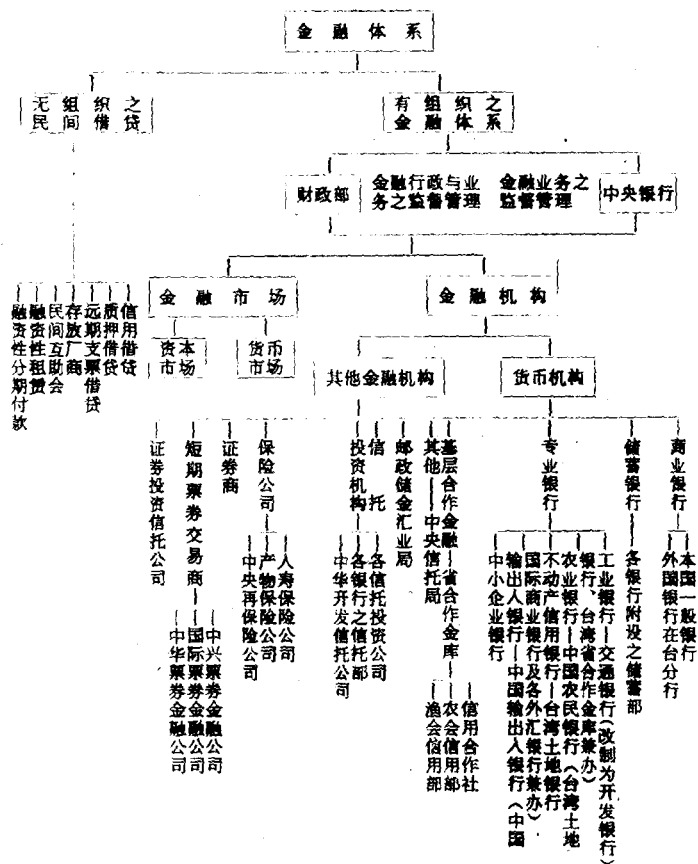 金融体系
无组织之
民间借贷
有组织之
金融体系
财政部
金融行政与业
务之监督管理
金融业务之
监督管理
中央银行
金融市场
金融机构
资本
市场
货币
市场
其他金融机构
货币机构
信用借贷
质押借贷
远期支票借贷
存放厂商
民间互助会
融资性租赁
融资性分期付款
商业银行
本国一般银行
外国银行在台分行
储蓄银行
各银行附设之储蓄部
专业银行
工业银行—交通银行(改制为开发银行)
农业银行—中国农民银行(台湾土地
银行、台湾省合作金库兼办)
不动产信用银行—台湾土地银行
国际商业银行及各外汇银行兼办)
输出入银行—中国输出入银行(中国
中小企业银行
基层合作金融—省合作金库
信用合作社
农会信用部
渔会信用部
其他—中央信托局
邮政储金汇业局
信托
投资机构
各信托投资公司
各银行之信托部
中华开发信托公司
保险公司
人寿保险公司
产物保险公司
中央再保险公司
证券商
短期票券交易商
中兴票券金融公司
国际票券金融公司
中华票券金融公司
证券投资信托公司